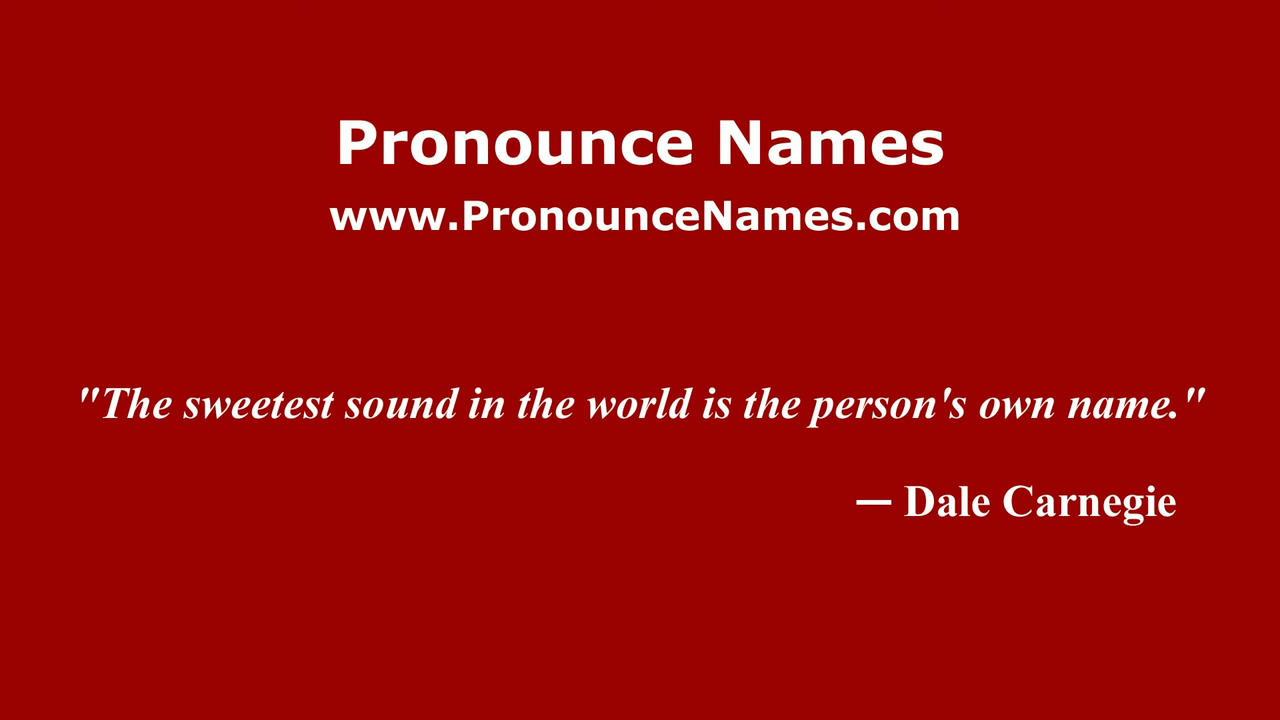 Pronounce Names
www.PronounceNames.com
"The sweetest sound in the world is the person's own name."
— Dale Carnegie